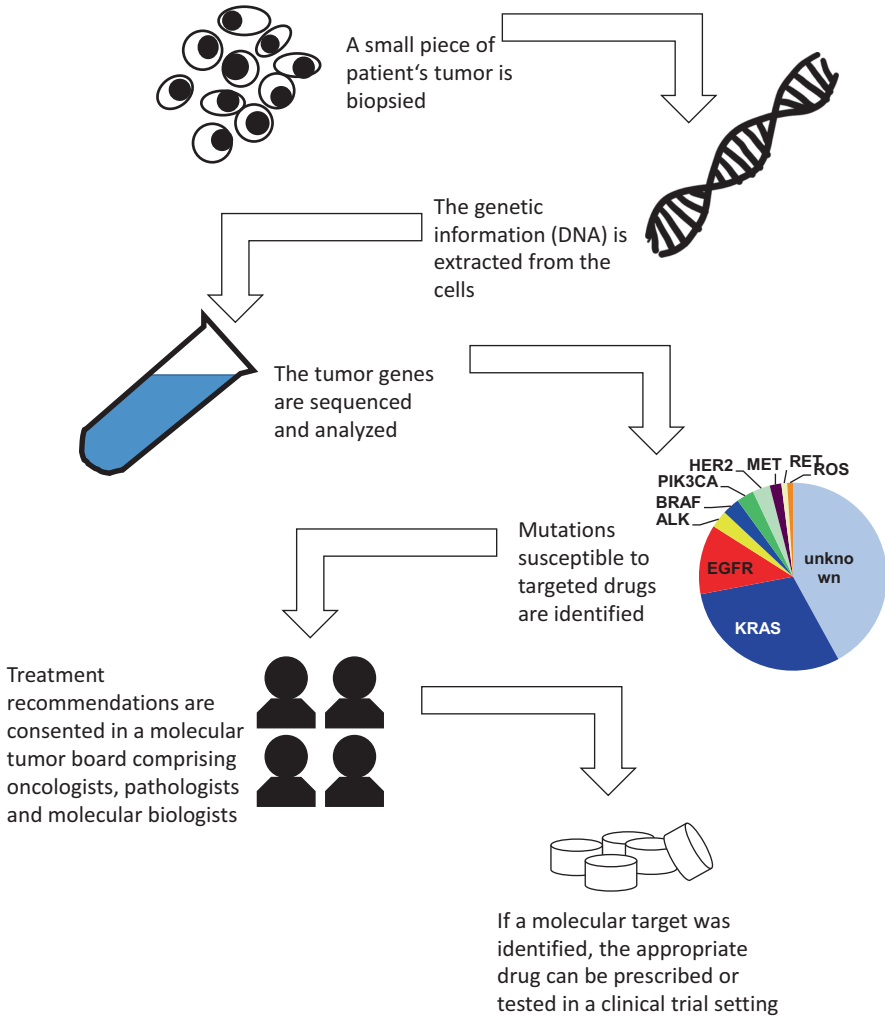 A small piece of
patient‘s tumor is
biopsied
The genetic
information (DNA) is
extracted from the
cells
The tumor genes
are sequenced
and analyzed
HER2
MET
RET
ROS
PIK3CA
BRAF
ALK
EGFR
unkno
wn
KRAS
Mutations
susceptible to
targeted drugs
are identified
Treatment
recommendations are
consented in a molecular
tumor board comprising
oncologists, pathologists
and molecular biologists
If a molecular target was
identified, the appropriate
drug can be prescribed or
tested in a clinical trial setting